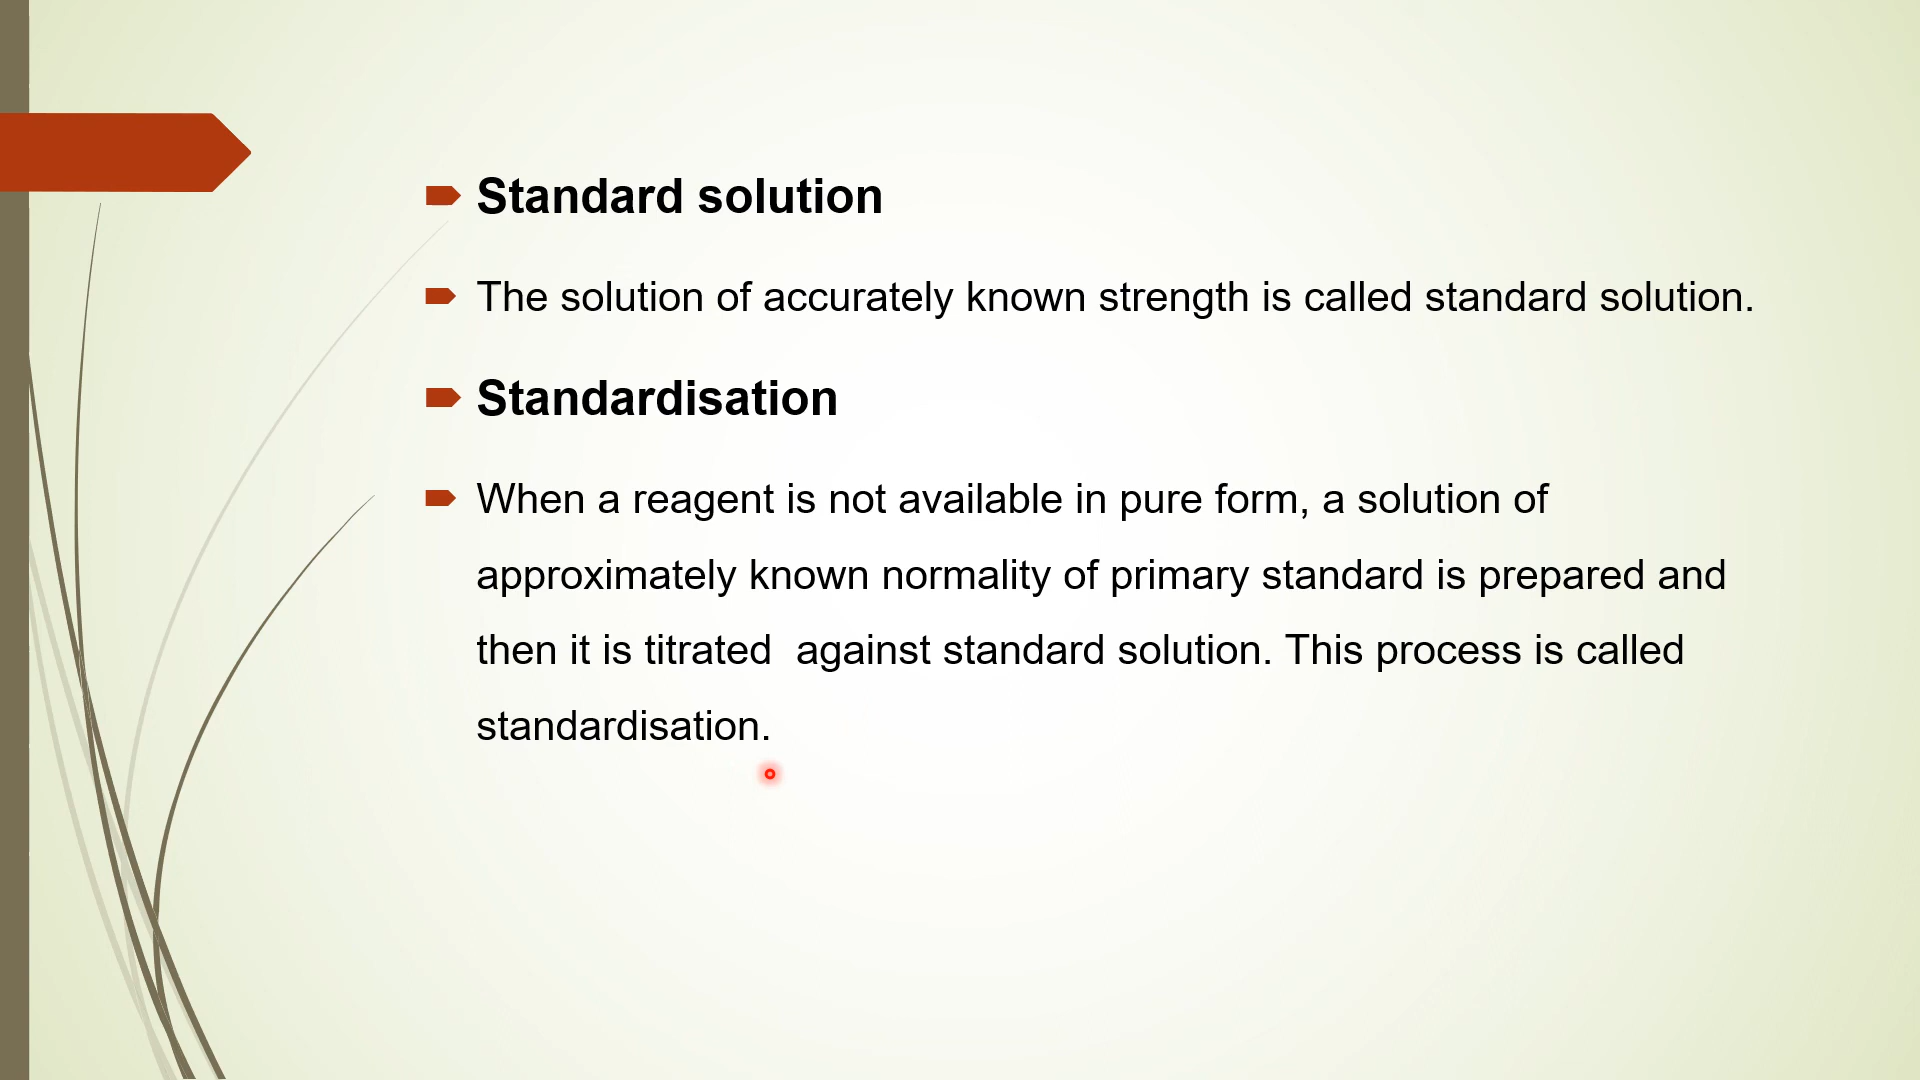 Standard solution
The solution of accurately known strength is called standard solution.
Standardisation
When a reagent is not available in pure form, a solution of
approximately known normality of primary standard is prepared and
then it is titrated  against standard solution. This process is called
standardisation.